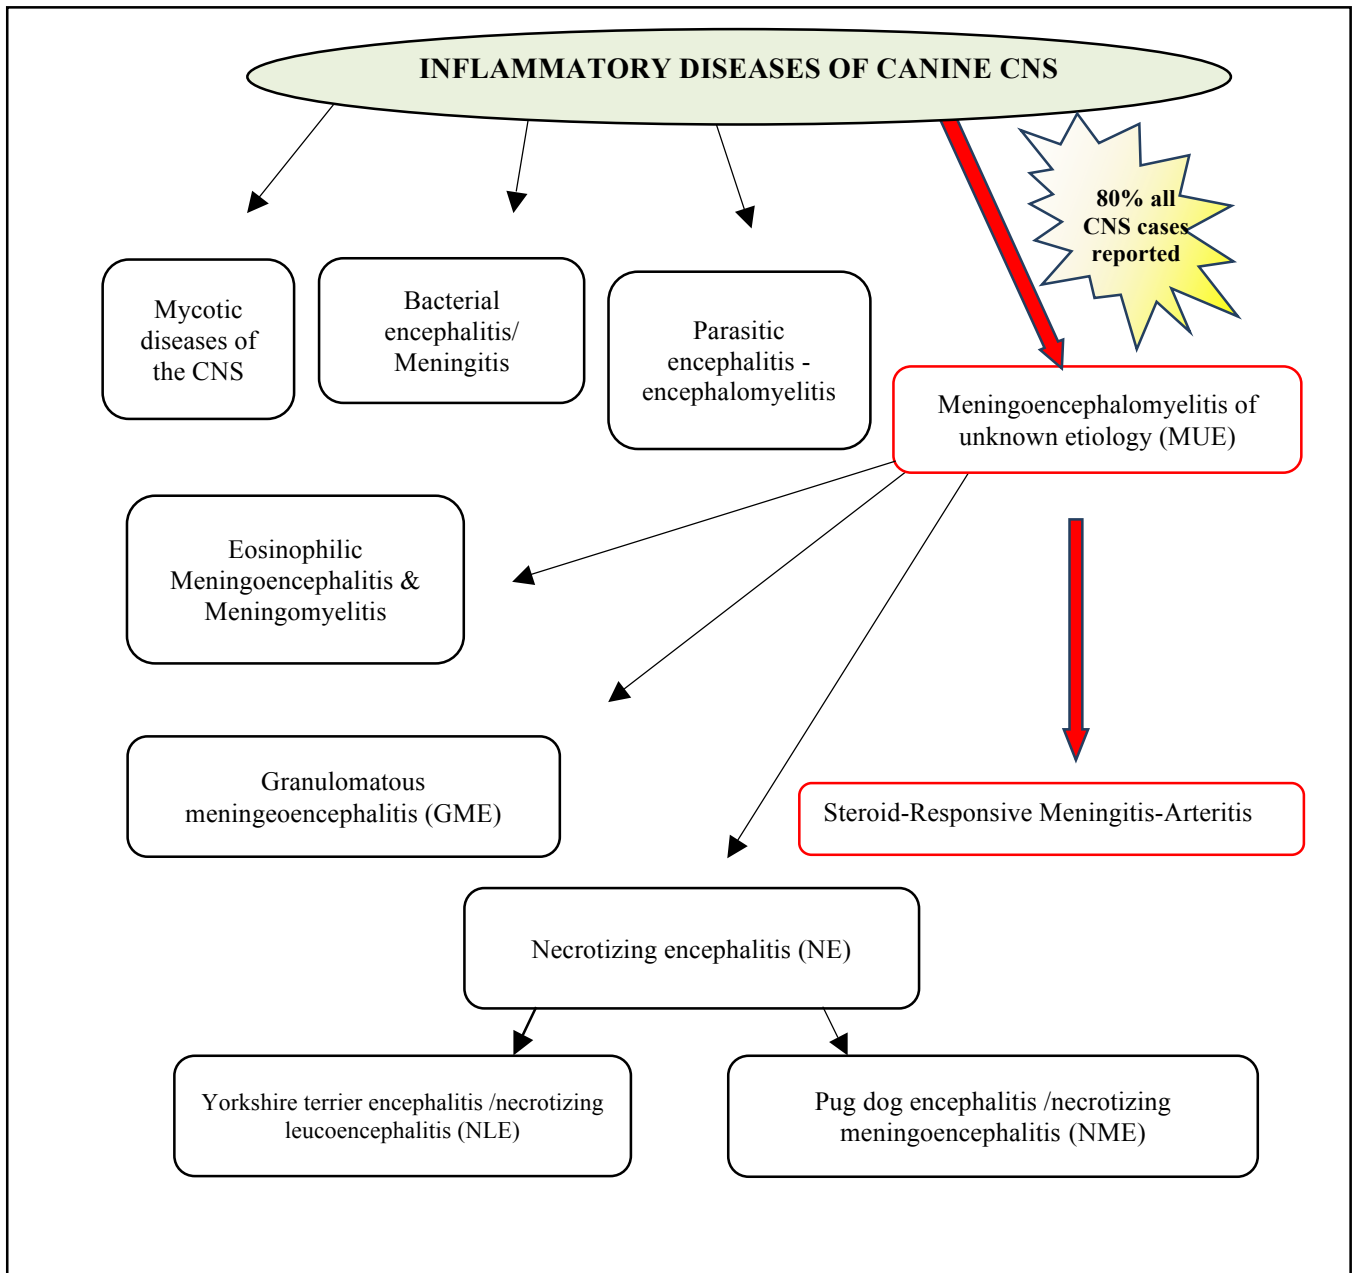 INFLAMMATORY DISEASES OF CANINE CNS
80% all
CNS cases
reported
Mycotic
diseases of
the CNS
Bacterial
encephalitis/
Meningitis
Parasitic
encephalitis -
encephalomyelitis
Meningoencephalomyelitis of
unknown etiology (MUE)
Eosinophilic
Meningoencephalitis &
Meningomyelitis
Granulomatous
meningeoencephalitis (GME)
Steroid-Responsive Meningitis-Arteritis
Necrotizing encephalitis (NE)
Yorkshire terrier encephalitis /necrotizing
leucoencephalitis (NLE)
Pug dog encephalitis /necrotizing
meningoencephalitis (NME)